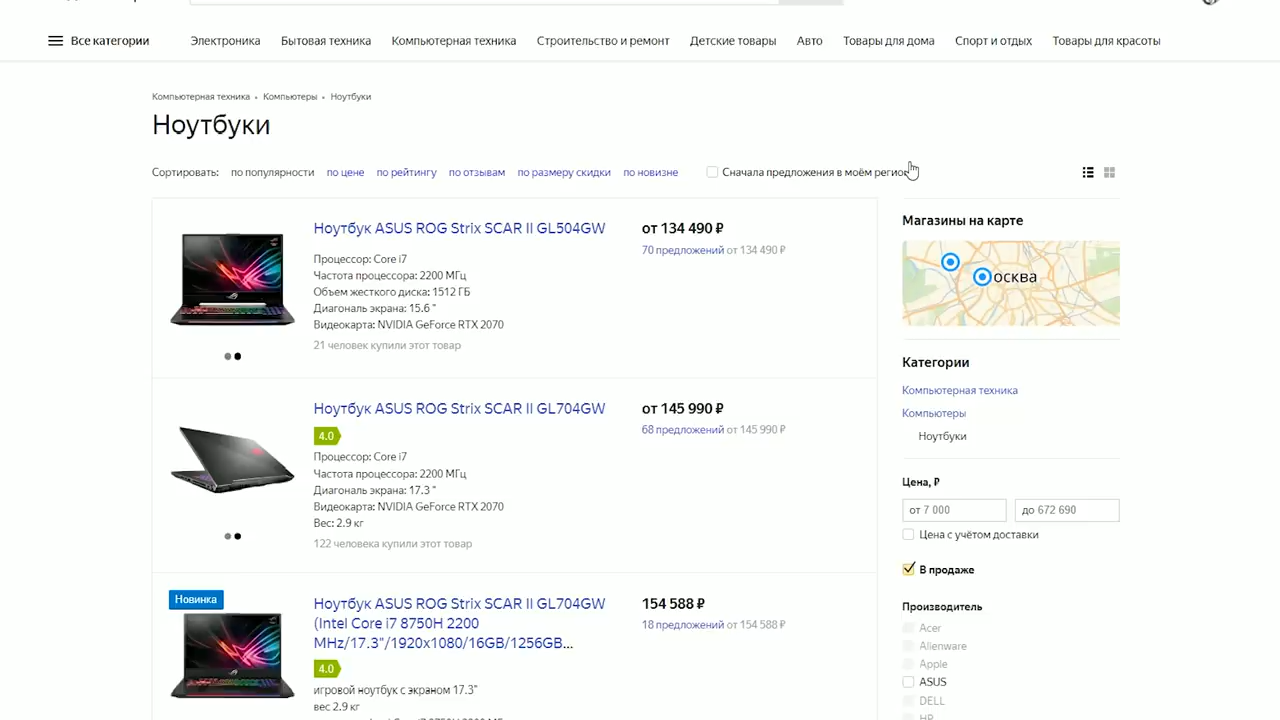 Все категории
Электроника
Бытовая техника
Компьютерная техника
Строительство и ремонт
Детские товары
Авто
Товары для дома
Спорт и отдых
Товары для красоты
Компьютерная техника • Компьютеры • Ноутбуки
Ноутбуки
Сортировать: по популярности по цене по рейтингу по отзывам по размеру скидки по новизне
Сначала предложения в моём
Ноутбук ASUS ROG Strix SCAR II GL504GW
Процессор: Core i7
Частота процессора: 2200 МГц
Объем жесткого диска: 1512 ГБ
Диагональ экрана: 15.6 "
Видеокарта: NVIDIA GeForce RTX 2070
21 человек купили этот товар
от 134 490 ₽
70 предложений от 134 490 ₽
Ноутбук ASUS ROG Strix SCAR II GL704GW
4.0
Процессор: Core i7
Частота процессора: 2200 МГц
Диагональ экрана: 17.3 "
Видеокарта: NVIDIA GeForce RTX 2070
Вес: 2.9 кг
122 человека купили этот товар
от 145 990 ₽
68 предложений от 145 990 ₽
Новинка
Ноутбук ASUS ROG Strix SCAR II GL704GW
(Intel Core i7 8750H 2200
MHz/17.3"/1920x1080/16GB/1256GB...
4.0
игровой ноутбук с экраном 17.3"
вес 2.9 кг
154 588 ₽
18 предложений от 154 588 ₽
Магазины на карте
осква
Категории
Компьютерная техника
Компьютеры
Ноутбуки
Цена, ₽
от 7 000
до 672 690
Цена с учётом доставки
В продаже
Производитель
Acer
Alienware
Apple
ASUS
DELL
HP